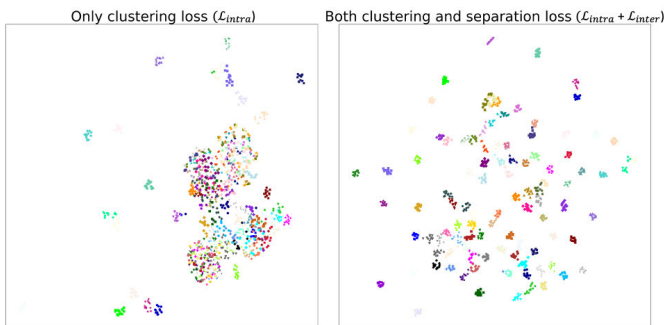 Only clustering loss (ℒ_intra)
Both clustering and separation loss (ℒ_intra + ℒ_inter)